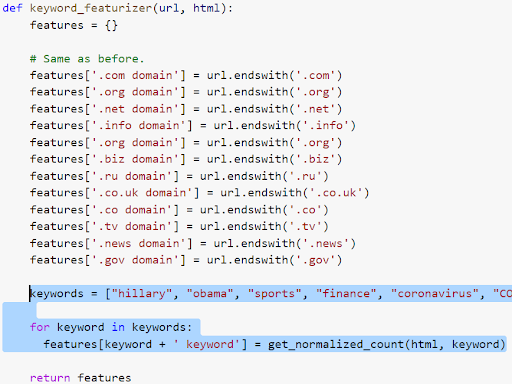 def keyword_featurizer(url, html):
    features = {}

    # Same as before.
    features['.com domain'] = url.endswith('.com')
    features['.org domain'] = url.endswith('.org')
    features['.net domain'] = url.endswith('.net')
    features['.info domain'] = url.endswith('.info')
    features['.org domain'] = url.endswith('.org')
    features['.biz domain'] = url.endswith('.biz')
    features['.ru domain'] = url.endswith('.ru')
    features['.co.uk domain'] = url.endswith('.co.uk')
    features['.co domain'] = url.endswith('.co')
    features['.tv domain'] = url.endswith('.tv')
    features['.news domain'] = url.endswith('.news')
    features['.gov domain'] = url.endswith('.gov')

    keywords = ["hillary", "obama", "sports", "finance", "coronavirus", "CO

    for keyword in keywords:
      features[keyword + ' keyword'] = get_normalized_count(html, keyword)

    return features